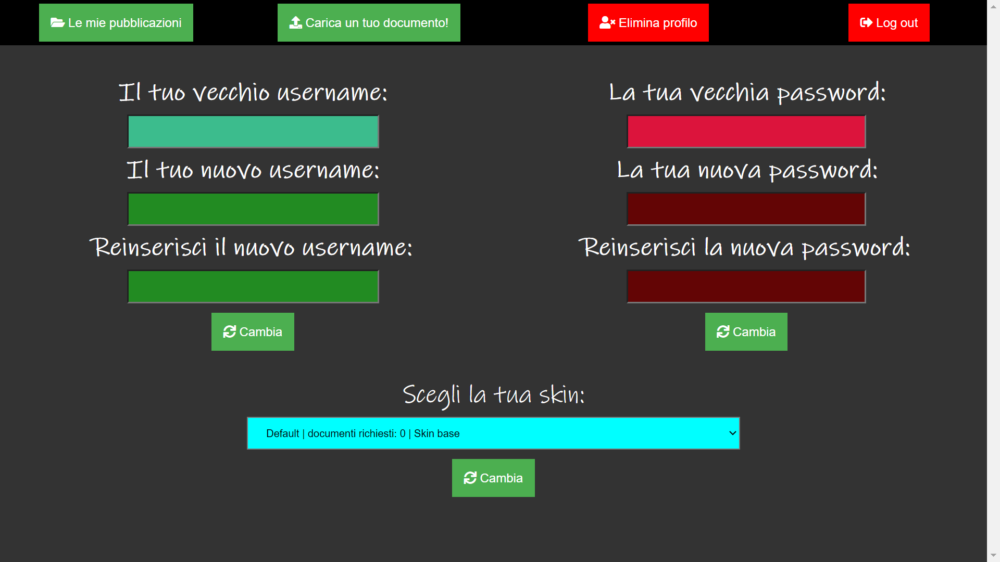 Le mie pubblicazioni
Carica un tuo documento!
Elimina profilo
Log out
Il tuo vecchio username:
Il tuo nuovo username:
Reinserisci il nuovo username:
Cambia
La tua vecchia password:
La tua nuova password:
Reinserisci la nuova password:
Cambia
Scegli la tua skin:
Default | documenti richiesti: 0 | Skin base
Cambia